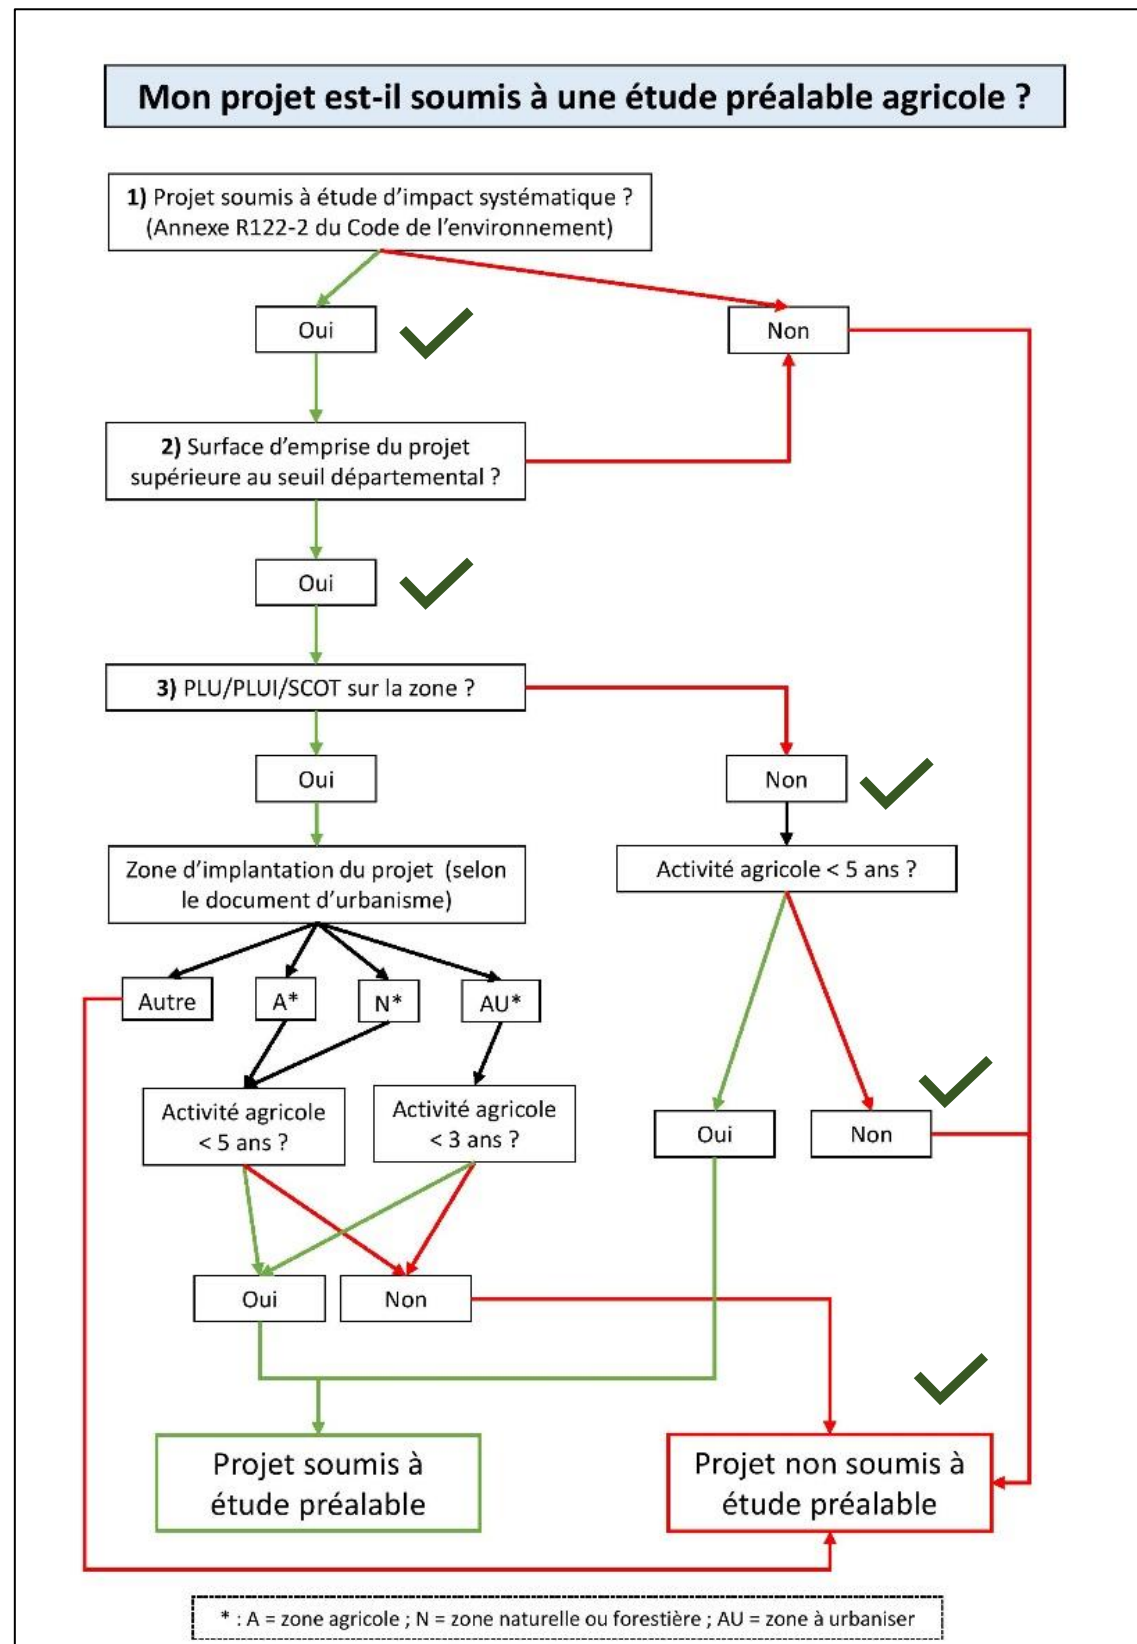 Mon projet est-il soumis à une étude préalable agricole ?
1) Projet soumis à étude d'impact systématique ?
(Annexe R122-2 du Code de l'environnement)
Oui
Non
2) Surface d'emprise du projet
supérieure au seuil départemental ?
Oui
3) PLU/PLUI/SCOT sur la zone ?
Oui
Non
Zone d'implantation du projet (selon
le document d'urbanisme)
Activité agricole < 5 ans ?
Autre
A*
N*
AU*
Activité agricole
< 5 ans ?
Activité agricole
< 3 ans ?
Oui
Non
Oui
Non
Projet soumis à
étude préalable
Projet non soumis à
étude préalable
* : A = zone agricole ; N = zone naturelle ou forestière ; AU = zone à urbaniser